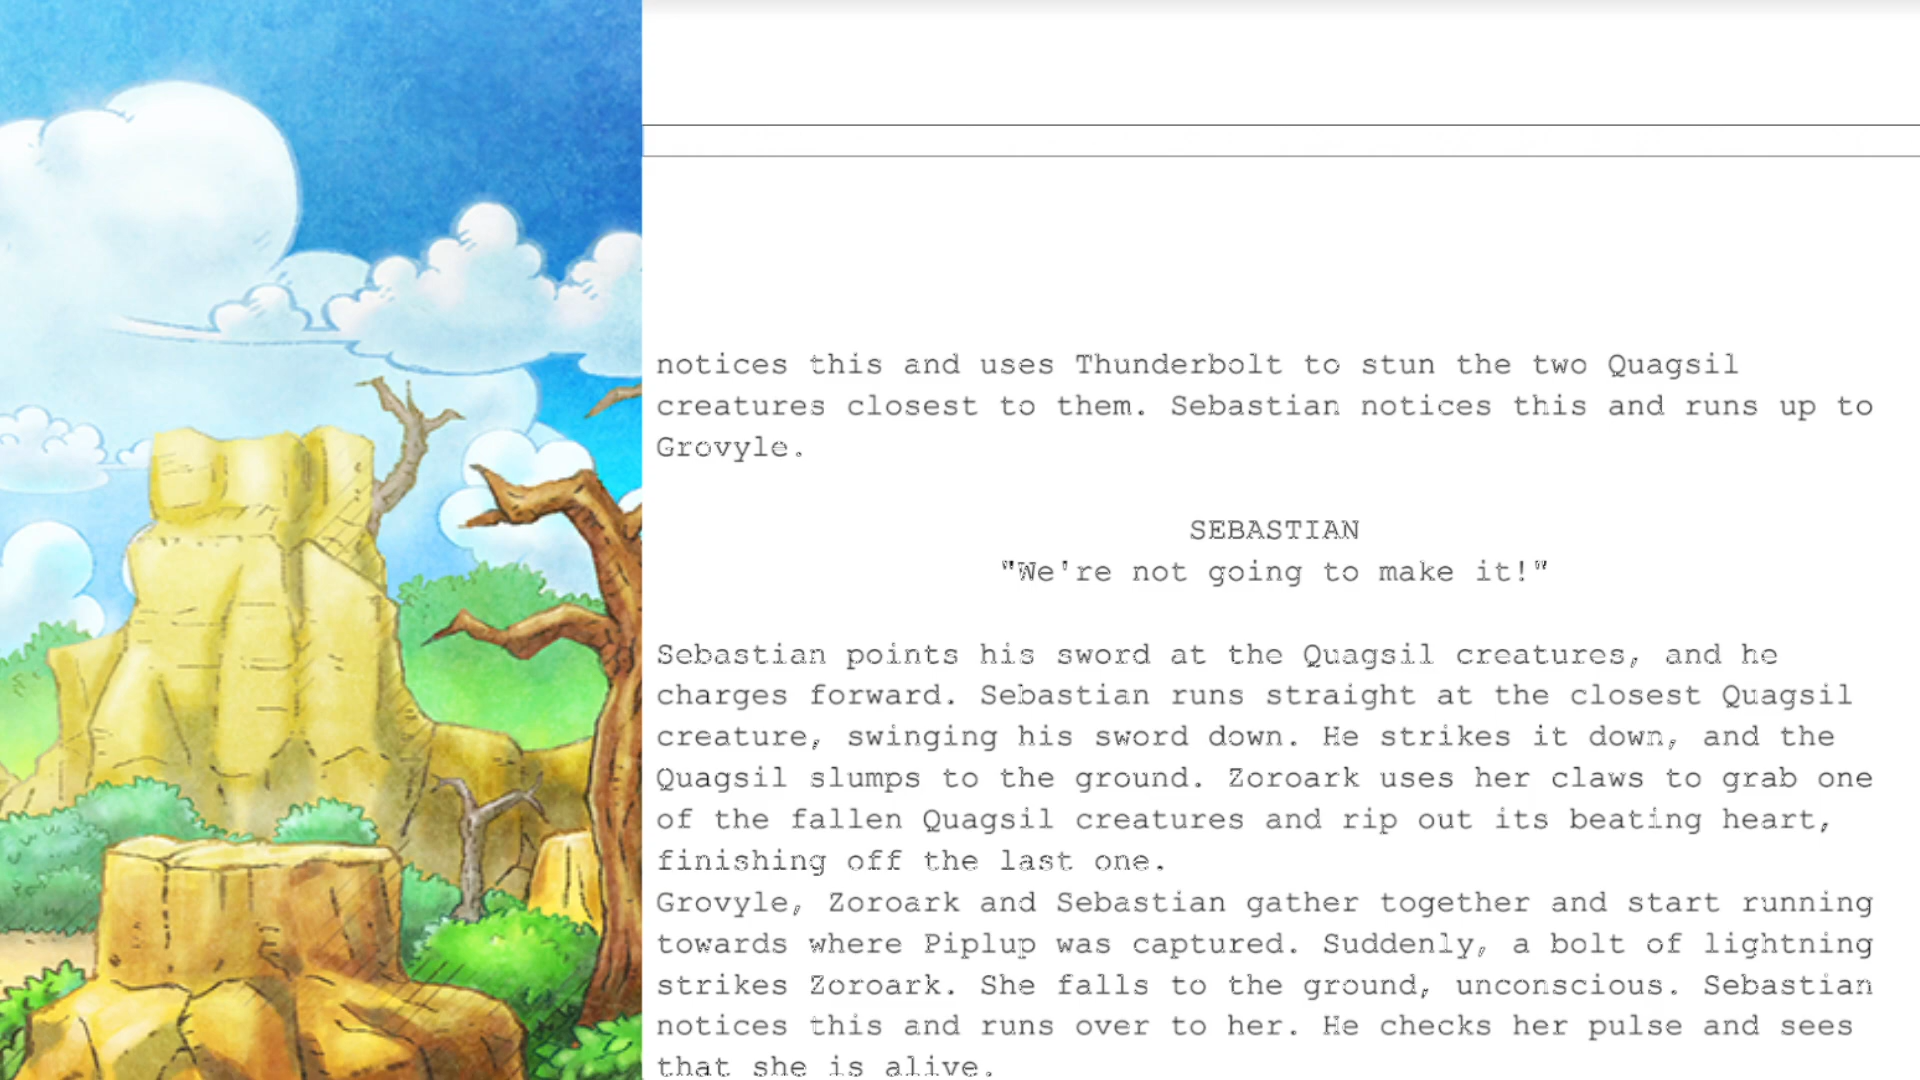 notices this and uses Thunderbolt to stun the two Quagsil
creatures closest to them. Sebastian notices this and runs up to
Grovyle.
SEBASTIAN
"We're not going to make it!"
Sebastian points his sword at the Quagsil creatures, and he
charges forward. Sebastian runs straight at the closest Quagsil
creature, swinging his sword down. He strikes it down, and the
Quagsil slumps to the ground. Zoroark uses her claws to grab one
of the fallen Quagsil creatures and rip out its beating heart,
finishing off the last one.
Grovyle, Zoroark and Sebastian gather together and start running
towards where Piplup was captured. Suddenly, a bolt of lightning
strikes Zoroark. She falls to the ground, unconscious. Sebastian
notices this and runs over to her. He checks her pulse and sees
that she is alive.